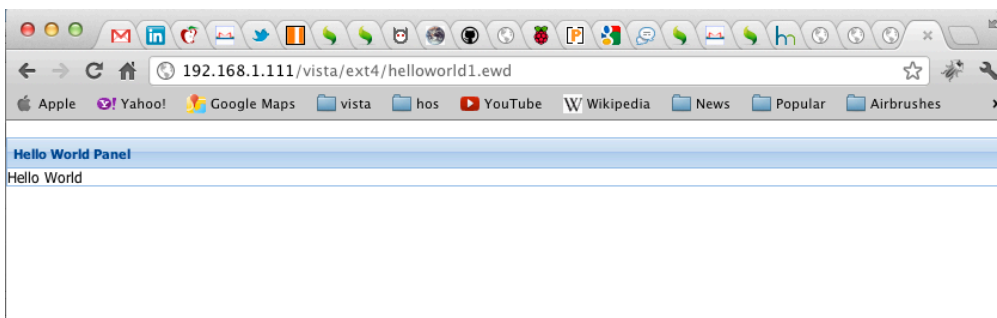 192.168.1.111/vista/ext4/helloworld1.ewd
Apple Yahoo! Google Maps vista hos YouTube Wikipedia News Popular Airbrushes
Hello World Panel
Hello World